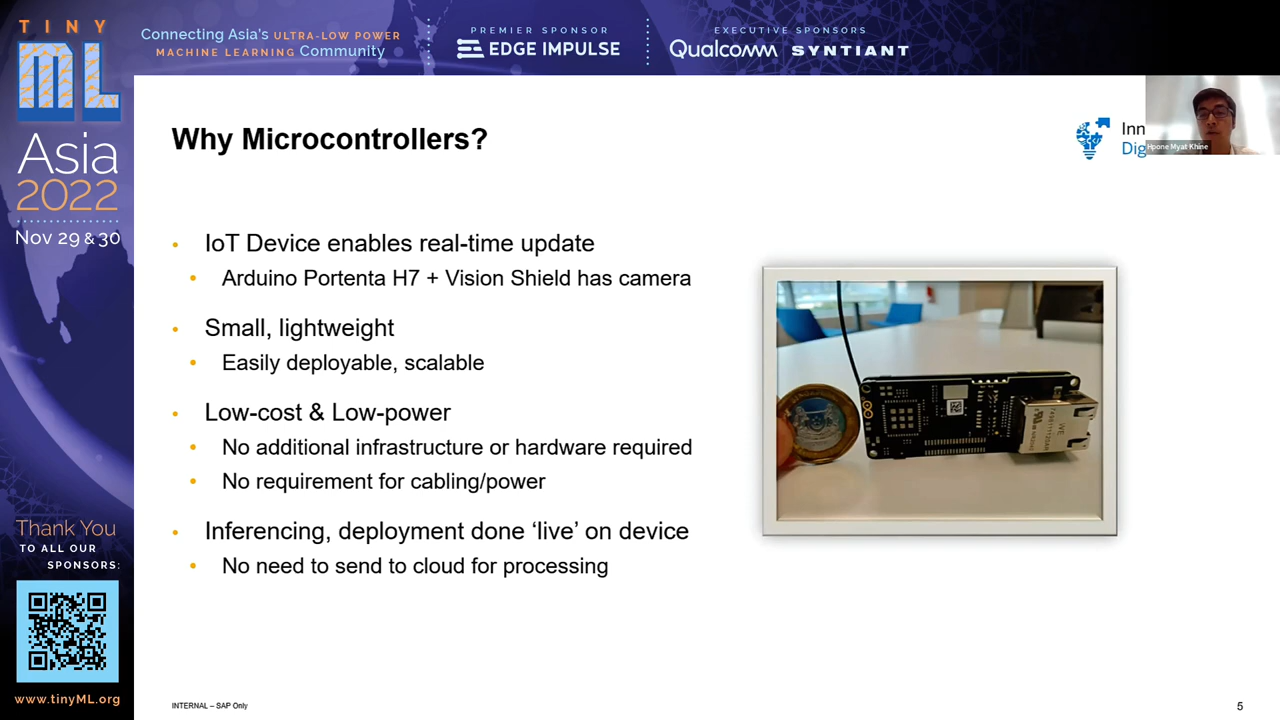 TINY
ML
Asia
2022
Nov 29 & 30
Connecting Asia's ULTRA-LOW POWER
MACHINE LEARNING Community
PREMIER SPONSOR
EDGE IMPULSE
EXECUTIVE SPONSORS
Qualcomm SYNTIANT
Why Microcontrollers?
Inn
Dig
Hpone Myat Khine
• IoT Device enables real-time update
• Arduino Portenta H7 + Vision Shield has camera
• Small, lightweight
• Easily deployable, scalable
• Low-cost & Low-power
• No additional infrastructure or hardware required
• No requirement for cabling/power
• Inferencing, deployment done ‘live’ on device
• No need to send to cloud for processing
WE
Thank You
TO ALL OUR
SPONSORS:
www.tinyML.org
INTERNAL – SAP Only
5